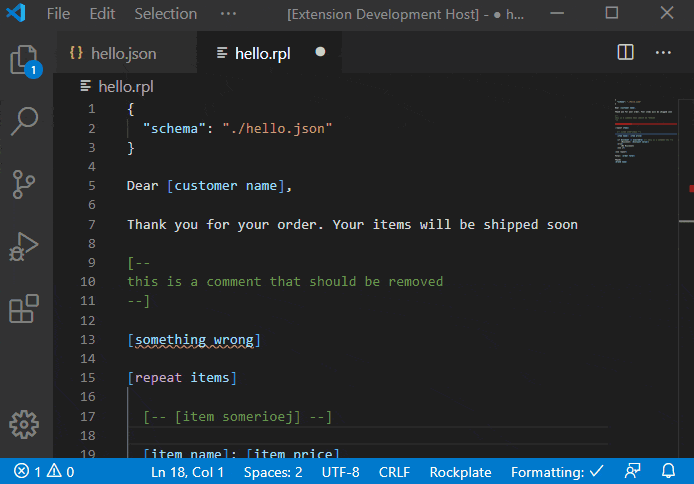 File Edit Selection ··· [Extension Development Host] - ● h...
{} hello.json hello.rpl ● ···
hello.rpl
1 {
2 "schema": "./hello.json"
3 }
4
5 Dear [customer name],
6
7 Thank you for your order. Your items will be shipped soon
8
9 [--
10 this is a comment that should be removed
11 --]
12
13 [something wrong]
14
15 [repeat items]
16
17 [-- [item somerioej] --]
18
19 [item name]: [item price]
1
1 0 Ln 18, Col 1 Spaces: 2 UTF-8 CRLF Rockplate Formatting: ✓